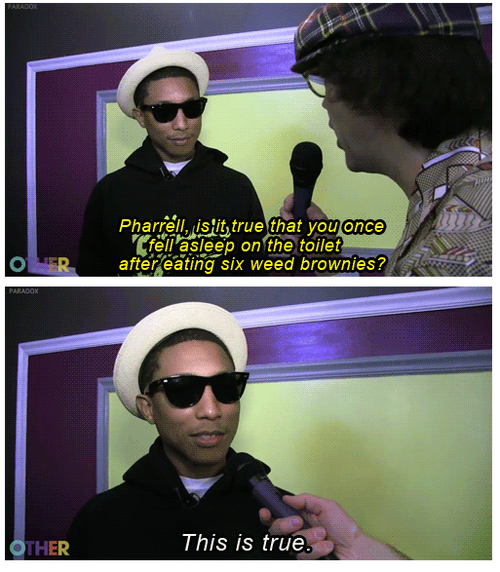 PARADOX
Pharrell, is it true that you once
fell asleep on the toilet
after eating six weed brownies?
OTHER
PARADOX
This is true.
OTHER